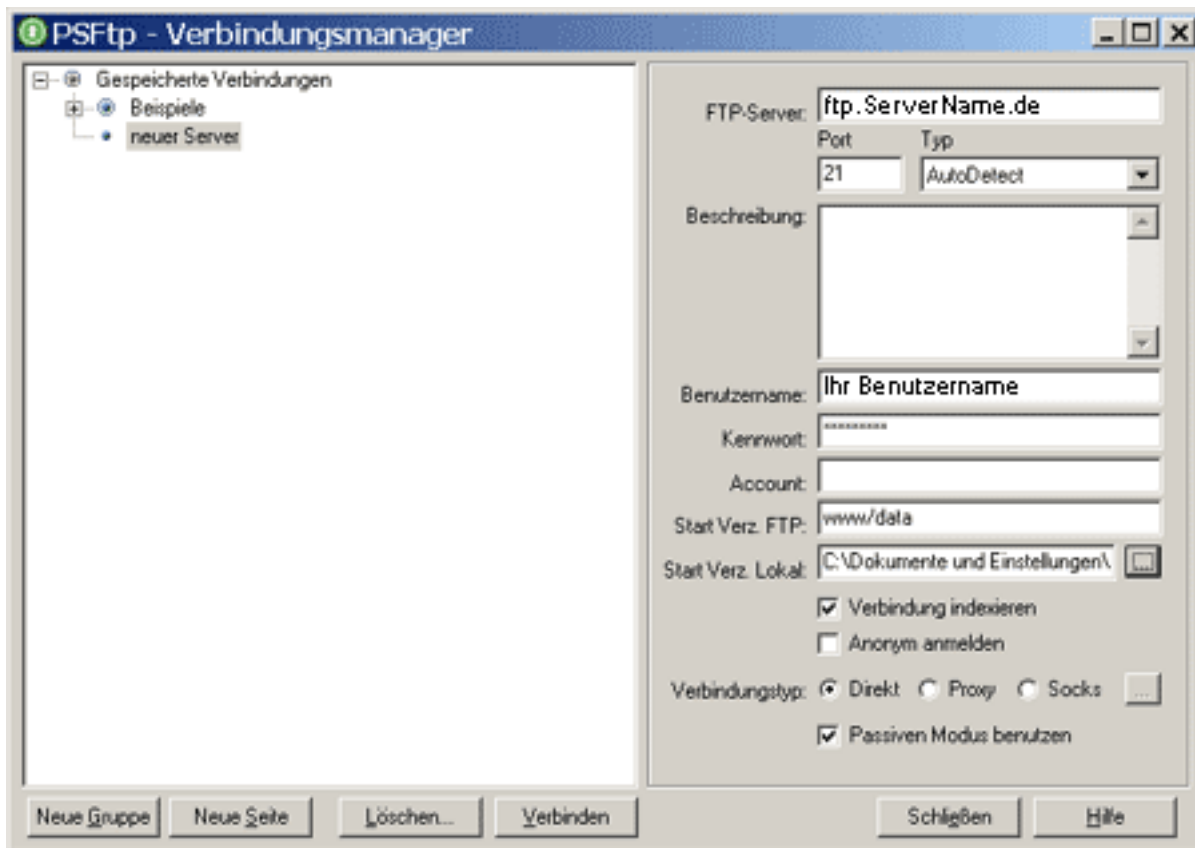 PSFtp - Verbindungsmanager
Gespeicherte Verbindungen
Beispiele
neuer Server
FTP-Server: ftp.ServerName.de
Port Typ
21 AutoDetect
Beschreibung:
Benutzername: Ihr Benutzername
Kennwort: *********
Account:
Start Verz. FTP: www/data
Start Verz. Lokal: C:\Dokumente und Einstellungen\ ...
Verbindung indexieren
Anonym anmelden
Verbindungstyp: Direkt Proxy Socks ...
Passiven Modus benutzen
Neue Gruppe Neue Seite Löschen... Verbinden Schließen Hilfe